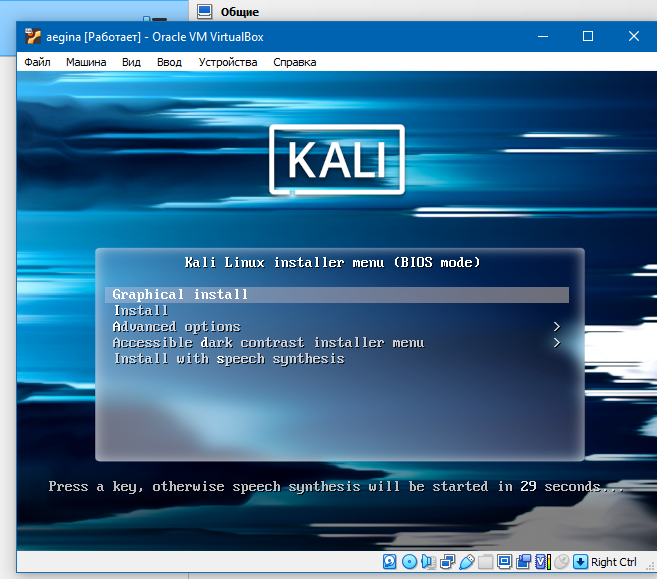 Общие
aegina [Работает] - Oracle VM VirtualBox
Файл Машина Вид Ввод Устройства Справка
KALI
Kali Linux installer menu (BIOS mode)
Graphical install
Install
Advanced options >
Accessible dark contrast installer menu >
Install with speech synthesis
Press a key, otherwise speech synthesis will be started in 29 seconds...
Right Ctrl